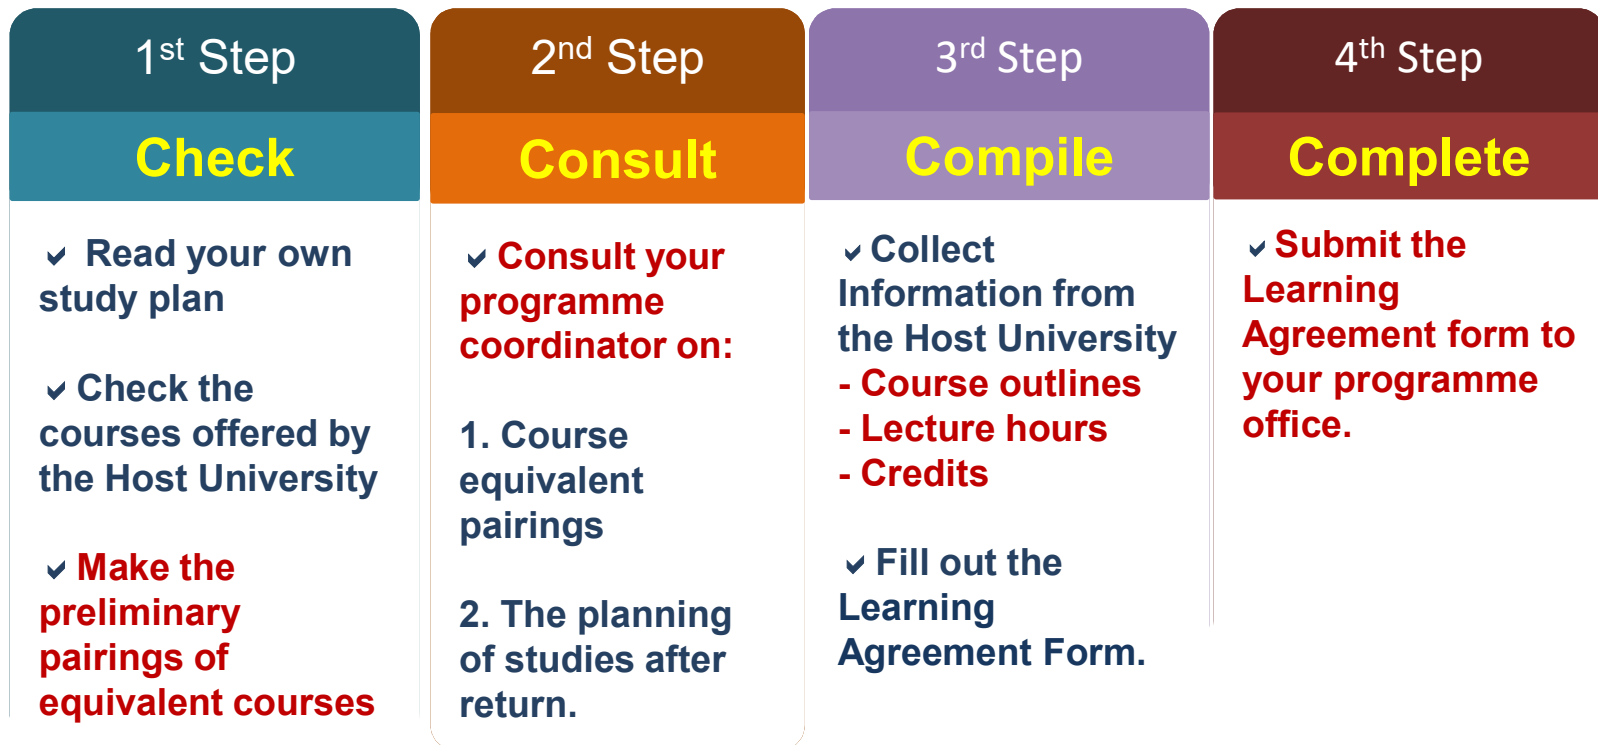 1st Step
Check
✓ Read your own
study plan
✓ Check the
courses offered by
the Host University
✓ Make the
preliminary
pairings of
equivalent courses
2nd Step
Consult
✓ Consult your
programme
coordinator on:
1. Course
equivalent
pairings
2. The planning
of studies after
return.
3rd Step
Compile
✓ Collect
Information from
the Host University
- Course outlines
- Lecture hours
- Credits
✓ Fill out the
Learning
Agreement Form.
4th Step
Complete
✓ Submit the
Learning
Agreement form to
your programme
office.